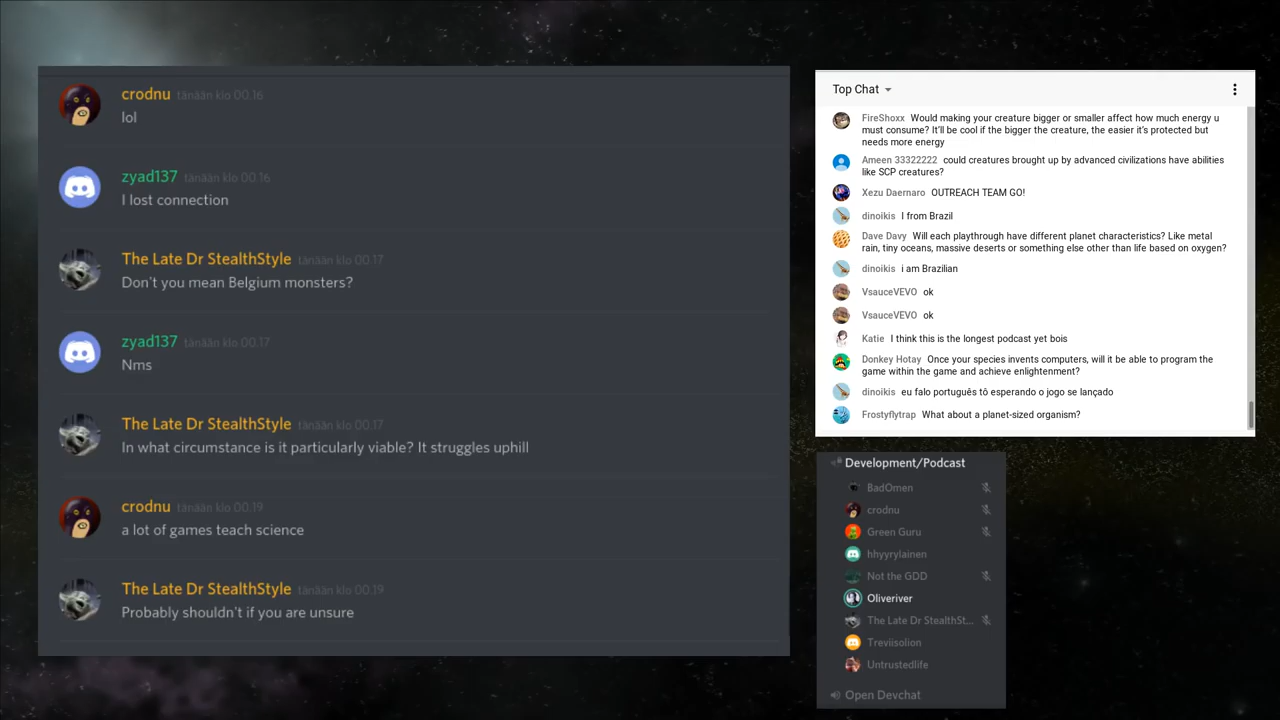 crodnu tänään klo 00.16
lol
zyad137 tänään klo 00.16
I lost connection
The Late Dr StealthStyle tänään klo 00.17
Don't you mean Belgium monsters?
zyad137 tänään klo 00.17
Nms
The Late Dr StealthStyle tänään klo 00.17
In what circumstance is it particularly viable? It struggles uphill
crodnu tänään klo 00.19
a lot of games teach science
The Late Dr StealthStyle tänään klo 00.19
Probably shouldn't if you are unsure
Top Chat
FireShoxx Would making your creature bigger or smaller affect how much energy u
must consume? It'll be cool if the bigger the creature, the easier it's protected but
needs more energy
Ameen 33322222 could creatures brought up by advanced civilizations have abilities
like SCP creatures?
Xezu Daernaro OUTREACH TEAM GO!
dinoikis I from Brazil
Dave Davy Will each playthrough have different planet characteristics? Like metal
rain, tiny oceans, massive deserts or something else other than life based on oxygen?
dinoikis i am Brazilian
VsauceVEVO ok
VsauceVEVO ok
Katie I think this is the longest podcast yet bois
Donkey Hotay Once your species invents computers, will it be able to program the
game within the game and achieve enlightenment?
dinoikis eu falo português tô esperando o jogo se lançado
Frostyflytrap What about a planet-sized organism?
Development/Podcast
BadOmen
crodnu
Green Guru
hhyyrylainen
Not the GDD
Oliveriver
The Late Dr StealthSt...
Treviisolion
Untrustedlife
Open Devchat